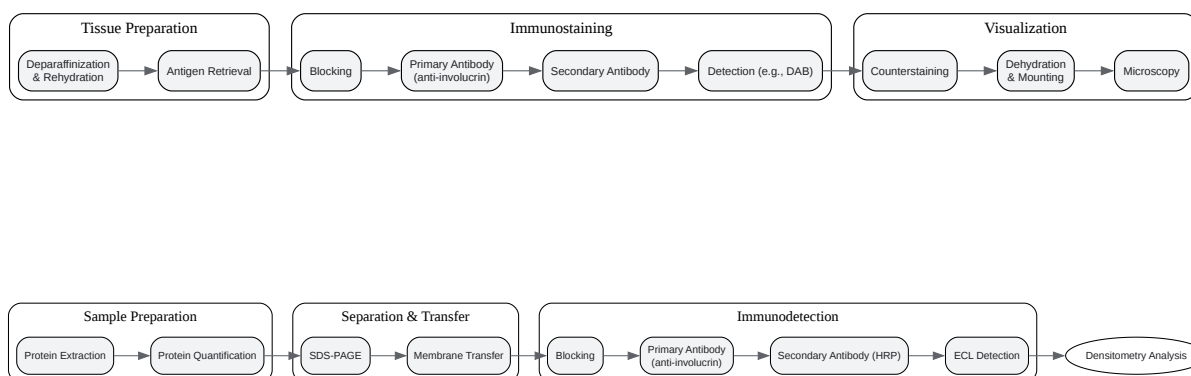 Tissue Preparation
Deparaffinization
& Rehydration
Antigen Retrieval
Immunostaining
Blocking
Primary Antibody
(anti-involucrin)
Secondary Antibody
Detection (e.g., DAB)
Visualization
Counterstaining
Dehydration
& Mounting
Microscopy
Sample Preparation
Protein Extraction
Protein Quantification
Separation & Transfer
SDS-PAGE
Membrane Transfer
Immunodetection
Blocking
Primary Antibody
(anti-involucrin)
Secondary Antibody (HRP)
ECL Detection
Densitometry Analysis